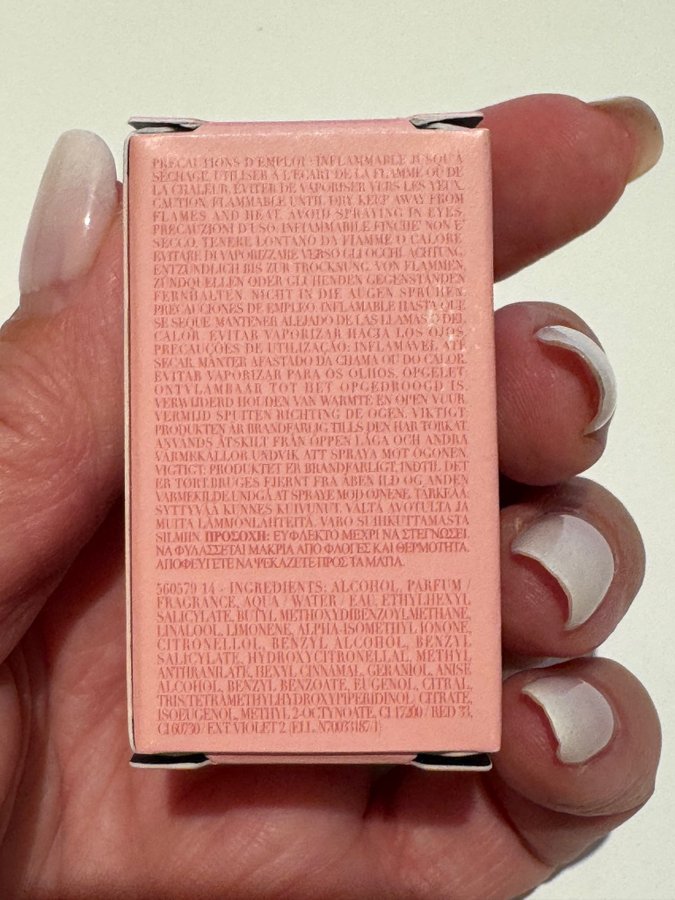 PRECAUTIONS D'EMPLOI : INFLAMMABLE JUSQU'À
SÉCHAGE. UTILISER À L'ÉCART DE LA FLAMME OU DE
LA CHALEUR. ÉVITER DE VAPORISER VERS LES YEUX.
CAUTION: FLAMMABLE UNTIL DRY. KEEP AWAY FROM
FLAMES AND HEAT. AVOID SPRAYING IN EYES.
PRECAUZIONI D'USO: INFIAMMABILE FINCHE' NON E'
SECCO. TENERE LONTANO DA FIAMME O CALORE.
EVITARE DI VAPORIZZARE VERSO GLI OCCHI. ACHTUNG,
ENTZÜNDLICH BIS ZUR TROCKNUNG. VON FLAMMEN,
ZÜNDQUELLEN ODER GLÜHENDEN GEGENSTÄNDEN
FERNHALTEN. NICHT IN DIE AUGEN SPRÜHEN.
PRECAUCIONES DE EMPLEO: INFLAMABLE HASTA QUE
SE SEQUE. MANTENER ALEJADO DE LAS LLAMAS O DEL
CALOR. EVITAR VAPORIZAR HACIA LOS OJOS.
PRECAUÇÕES DE UTILIZAÇÃO: INFLAMÁVEL ATÉ
SECAR. MANTER AFASTADO DA CHAMA OU DO CALOR.
EVITAR VAPORIZAR PARA OS OLHOS. OPGELET:
ONTVLAMBAAR TOT HET OPGEDROOGD IS.
VERWIJDERD HOUDEN VAN WARMTE EN OPEN VUUR.
VERMIJD SPUITEN RICHTING DE OGEN. VIKTIGT:
PRODUKTEN ÄR BRANDFARLIG TILLS DEN HAR TORKAT.
ANVÄNDS ÅTSKILT FRÅN ÖPPEN LÅGA OCH ANDRA
VÄRMEKÄLLOR. UNDVIK ATT SPRAYA MOT ÖGONEN.
VIGTIGT: PRODUKTET ER BRANDFARLIGT, INDTIL DET
ER TØRT. BRUGES FJERNT FRA ÅBEN ILD OG ANDEN
VARMEKILDE. UNDGÅ AT SPRAYE MOD ØJNENE. TÄRKEÄÄ:
SYTTYVÄÄ KUNNES KUIVUNUT. VÄLTÄ AVOTULTA JA
MUITA LÄMMÖNLÄHTEITÄ. VARO SUIHKUTTAMASTA
SILMIIN. ΠΡΟΣΟΧΗ: ΕΥΦΛΕΚΤΟ ΜΕΧΡΙ ΝΑ ΣΤΕΓΝΩΣΕΙ.
ΝΑ ΦΥΛΑΣΣΕΤΑΙ ΜΑΚΡΙΑ ΑΠΟ ΦΛΟΓΕΣ ΚΑΙ ΘΕΡΜΟΤΗΤΑ.
ΑΠΟΦΕΥΓΕΤΕ ΝΑ ΨΕΚΑΖΕΤΕ ΠΡΟΣ ΤΑ ΜΑΤΙΑ.
560579 14 - INGREDIENTS: ALCOHOL, PARFUM /
FRAGRANCE, AQUA / WATER / EAU, ETHYLHEXYL
SALICYLATE, BUTYL METHOXYDIBENZOYLMETHANE,
LINALOOL, LIMONENE, ALPHA-ISOMETHYL IONONE,
CITRONELLOL, BENZYL ALCOHOL, BENZYL
SALICYLATE, HYDROXYCITRONELLAL, METHYL
ANTHRANILATE, HEXYL CINNAMAL, GERANIOL, ANISE
ALCOHOL, BENZYL BENZOATE, EUGENOL, CITRAL,
TRIS(TETRAMETHYLHYDROXYPIPERIDINOL) CITRATE,
ISOEUGENOL, METHYL 2-OCTYNOATE, CI 17200 / RED 33,
CI 60730 / EXT. VIOLET 2